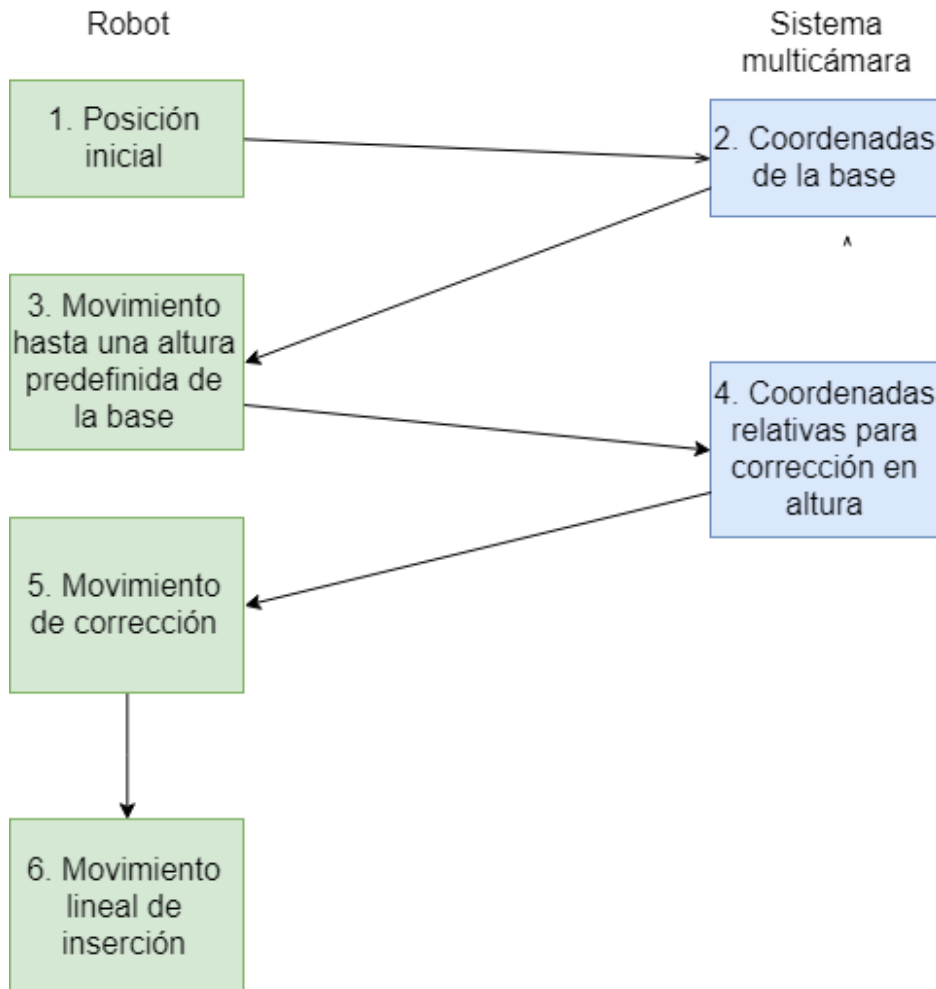 Robot
Sistema
multicámara
1. Posición
inicial
2. Coordenadas
de la base
3. Movimiento
hasta una altura
predefinida de
la base
4. Coordenadas
relativas para
corrección en
altura
5. Movimiento
de corrección
6. Movimiento
lineal de
inserción